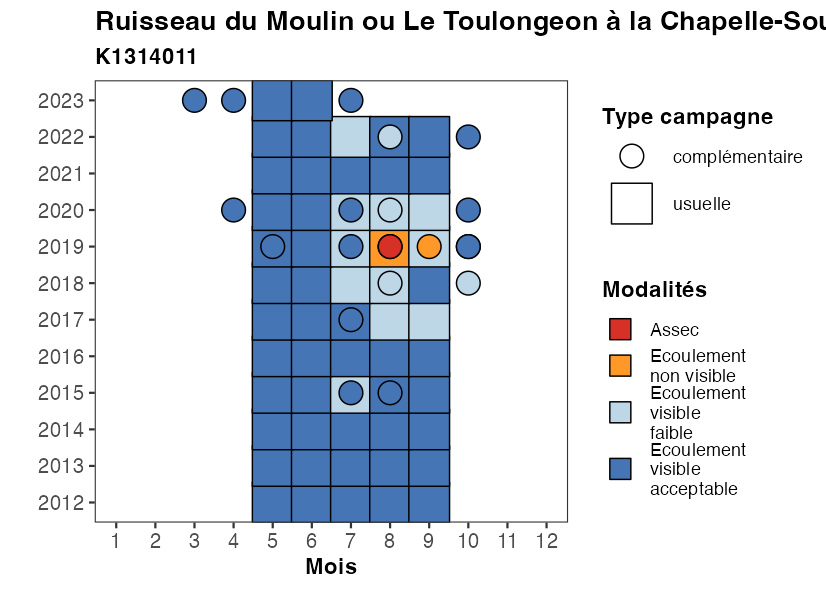 Ruisseau du Moulin ou Le Toulongeon à la Chapelle-Sou
K1314011
2023
2022
2021
2020
2019
2018
2017
2016
2015
2014
2013
2012
1 2 3 4 5 6 7 8 9 10 11 12
Mois
Type campagne
complémentaire
usuelle
Modalités
Assec
Ecoulement
non visible
Ecoulement
visible
faible
Ecoulement
visible
acceptable